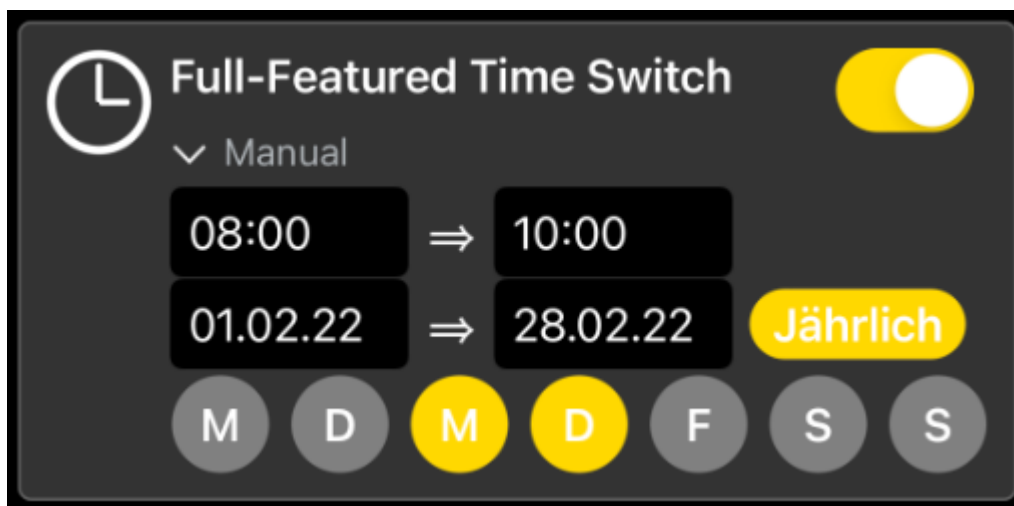 Full-Featured Time Switch
Manual
08:00 ⇒ 10:00
01.02.22 ⇒ 28.02.22 Jährlich
M D M D F S S